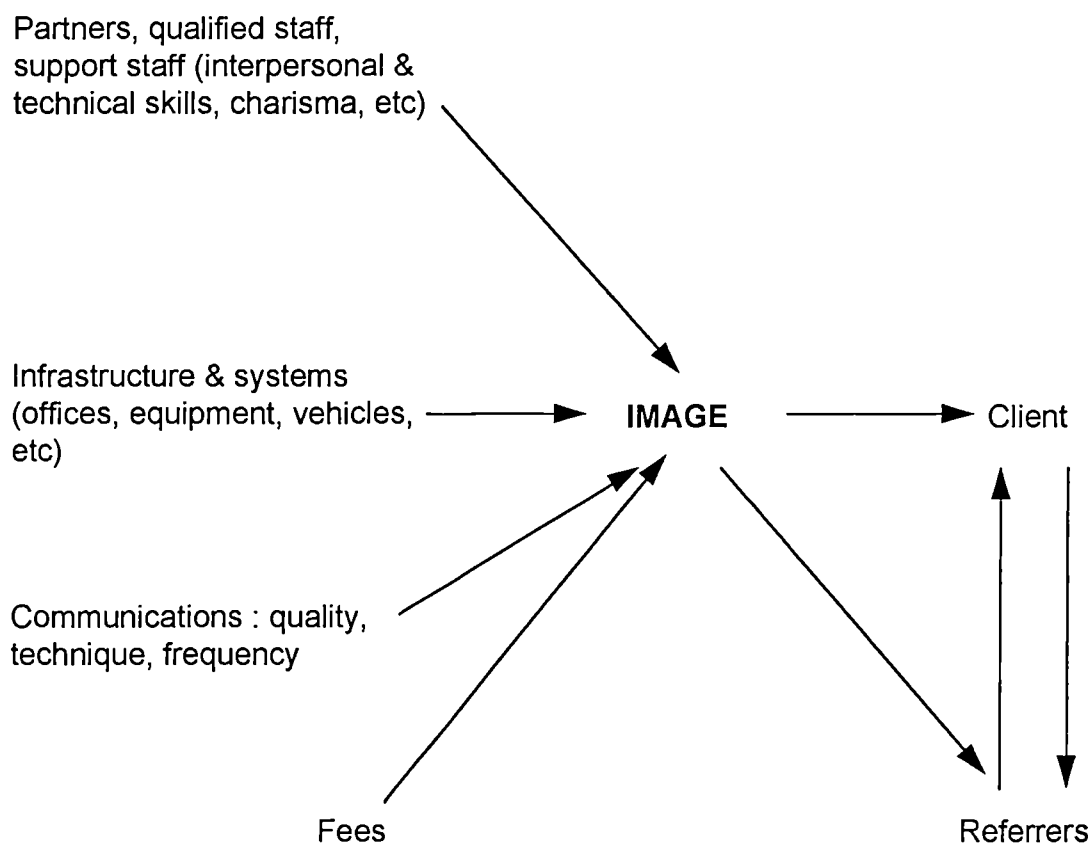 Partners, qualified staff,
support staff (interpersonal &
technical skills, charisma, etc)
Infrastructure & systems
(offices, equipment, vehicles,
etc)
IMAGE
Client
Communications : quality,
technique, frequency
Fees
Referrers